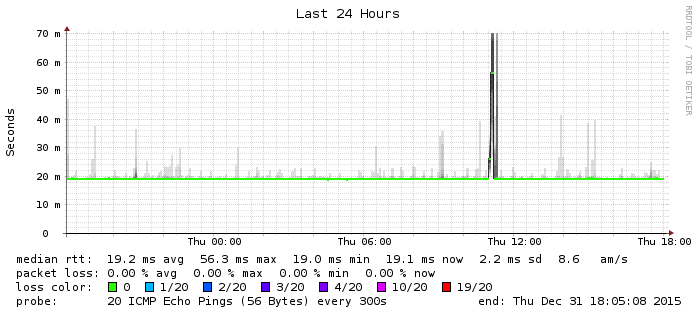 Last 24 Hours
RRDTOOL / TOBI OETIKER
Seconds
70 m
60 m
50 m
40 m
30 m
20 m
10 m
0
Thu 00:00 Thu 06:00 Thu 12:00 Thu 18:00
median rtt: 19.2 ms avg 56.3 ms max 19.0 ms min 19.1 ms now 2.2 ms sd 8.6 am/s
packet loss: 0.00 % avg 0.00 % max 0.00 % min 0.00 % now
loss color: 0 1/20 2/20 3/20 4/20 10/20 19/20
probe: 20 ICMP Echo Pings (56 Bytes) every 300s end: Thu Dec 31 18:05:08 2015